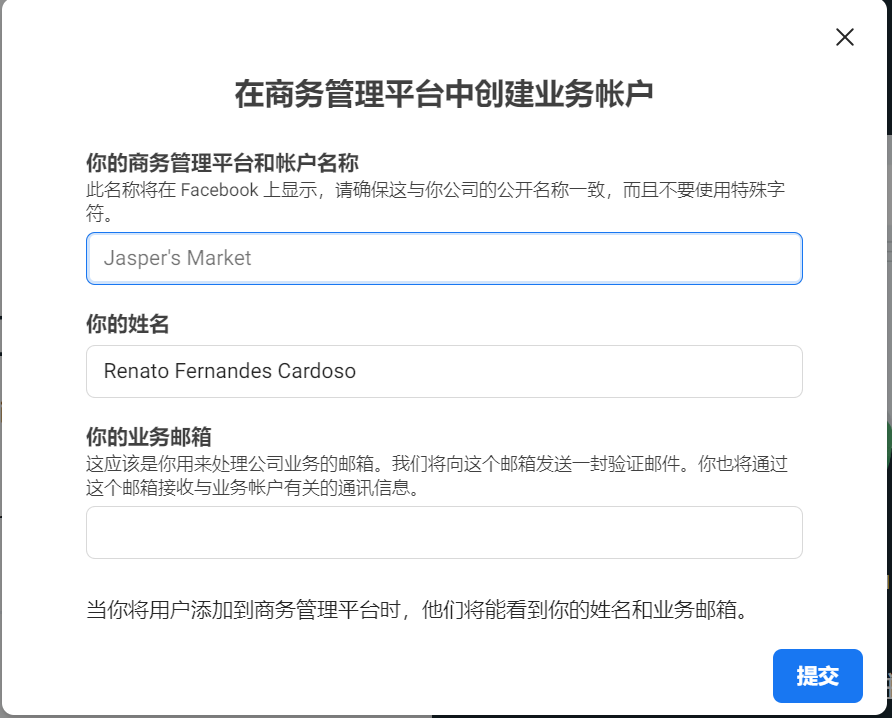 在商务管理平台中创建业务帐户
你的商务管理平台和帐户名称
此名称将在 Facebook 上显示，请确保这与你公司的公开名称一致，而且不要使用特殊字
符。
Jasper's Market
你的姓名
Renato Fernandes Cardoso
你的业务邮箱
这应该是你用来处理公司业务的邮箱。我们将向这个邮箱发送一封验证邮件。你也将通过
这个邮箱接收与业务帐户有关的通讯信息。
当你将用户添加到商务管理平台时，他们将能看到你的姓名和业务邮箱。
提交